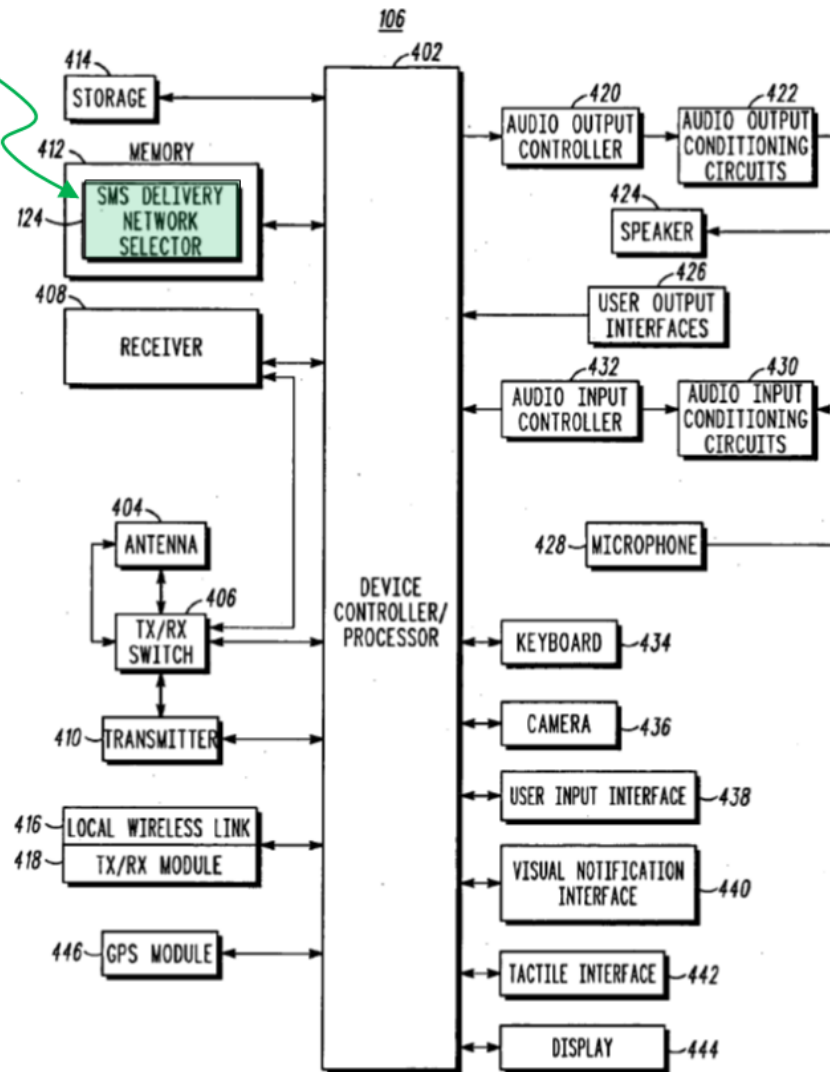 106
402
414
STORAGE
MEMORY
412
SMS DELIVERY
NETWORK
SELECTOR
124
408
RECEIVER
404
ANTENNA
406
TX/RX
SWITCH
410
TRANSMITTER
416
LOCAL WIRELESS LINK
418
TX/RX MODULE
446
GPS MODULE
DEVICE
CONTROLLER/
PROCESSOR
420
AUDIO OUTPUT
CONTROLLER
422
AUDIO OUTPUT
CONDITIONING
CIRCUITS
424
SPEAKER
426
USER OUTPUT
INTERFACES
432
AUDIO INPUT
CONTROLLER
430
AUDIO INPUT
CONDITIONING
CIRCUITS
428
MICROPHONE
KEYBOARD
434
CAMERA
436
USER INPUT INTERFACE
438
VISUAL NOTIFICATION
INTERFACE
440
TACTILE INTERFACE
442
DISPLAY
444